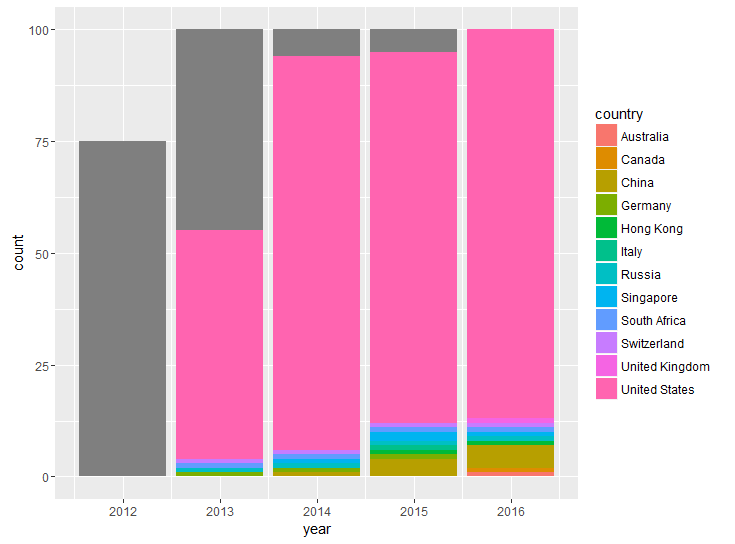 100
75
50
25
0
count
2012 2013 2014 2015 2016
year
country
Australia
Canada
China
Germany
Hong Kong
Italy
Russia
Singapore
South Africa
Switzerland
United Kingdom
United States